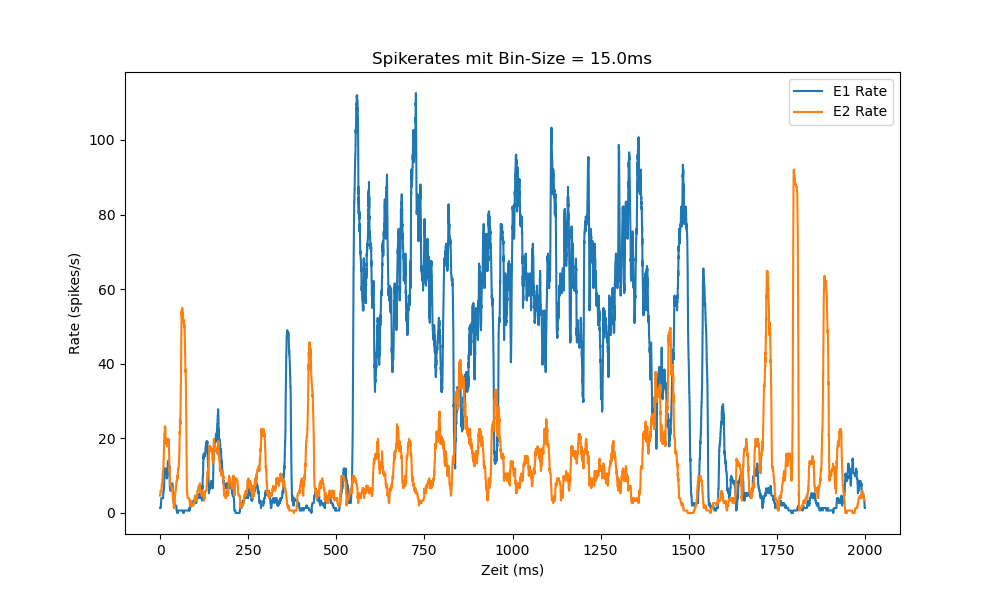 Spikerates mit Bin-Size = 15.0ms
E1 Rate
E2 Rate
Rate (spikes/s)
100
80
60
40
20
0
0 250 500 750 1000 1250 1500 1750 2000
Zeit (ms)